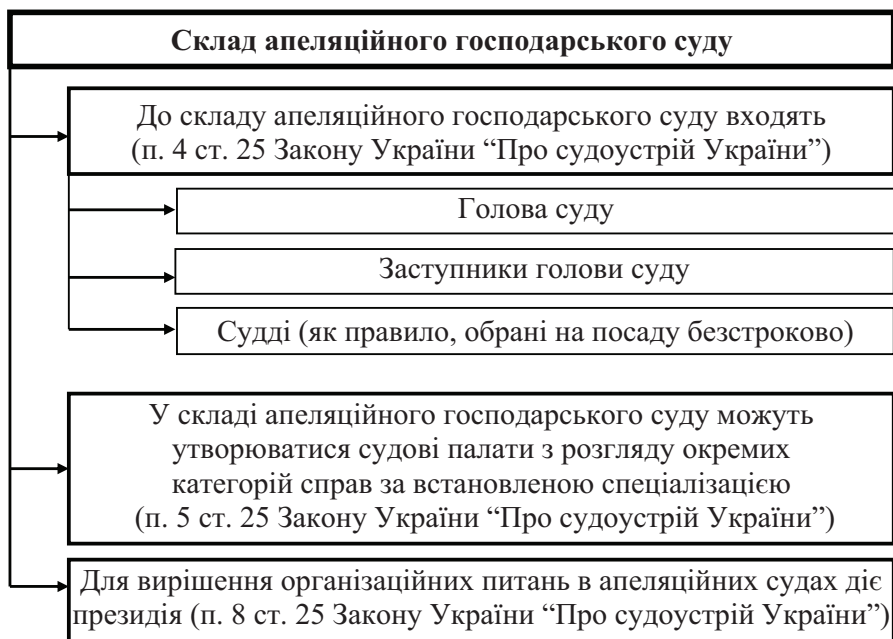 Склад апеляційного господарського суду
До складу апеляційного господарського суду входять
(п. 4 ст. 25 Закону України “Про судоустрій України”)
Голова суду
Заступники голови суду
Судді (як правило, обрані на посаду безстроково)
У складі апеляційного господарського суду можуть
утворюватися судові палати з розгляду окремих
категорій справ за встановленою спеціалізацією
(п. 5 ст. 25 Закону України “Про судоустрій України”)
Для вирішення організаційних питань в апеляційних судах діє
президія (п. 8 ст. 25 Закону України “Про судоустрій України”)